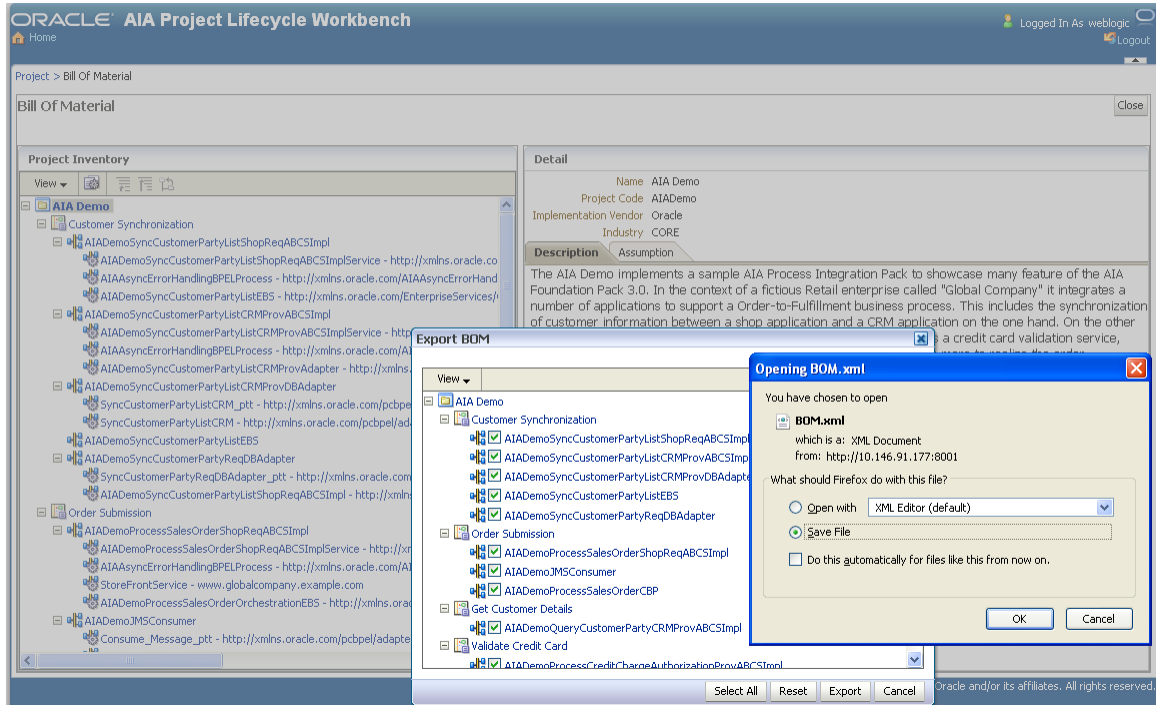 ORACLE AIA Project Lifecycle Workbench
Logged In As weblogic
Home
Logout
Project > Bill Of Material
Bill Of Material
Close
Project Inventory
View
AIA Demo
Customer Synchronization
AIADemoSyncCustomerPartyListShopReqABCSImpl
AIADemoSyncCustomerPartyListShopReqABCSImplService - http://xmlns.oracle.co
AIAAsyncErrorHandlingBPELProcess - http://xmlns.oracle.com/AIAAsyncErrorHand
AIADemoSyncCustomerPartyListEBS - http://xmlns.oracle.com/EnterpriseServices/
AIADemoSyncCustomerPartyListCRMProvABCSImpl
AIADemoSyncCustomerPartyListCRMProvABCSImplService - http
AIAAsyncErrorHandlingBPELProcess - http://xmlns.oracle.com/AI
AIADemoSyncCustomerPartyListCRMProvAdapter - http://xmlns.
AIADemoSyncCustomerPartyListCRMProvDBAdapter
SyncCustomerPartyListCRM_ptt - http://xmlns.oracle.com/pcbpe
SyncCustomerPartyListCRM - http://xmlns.oracle.com/pcbpel/ad
AIADemoSyncCustomerPartyListEBS
AIADemoSyncCustomerPartyReqDBAdapter
SyncCustomerPartyReqDBAdapter_ptt - http://xmlns.oracle.com
AIADemoSyncCustomerPartyListShopReqABCSImpl - http://xmln
Order Submission
AIADemoProcessSalesOrderShopReqABCSImpl
AIADemoProcessSalesOrderShopReqABCSImplService - http://xm
AIAAsyncErrorHandlingBPELProcess - http://xmlns.oracle.com/AI
StoreFrontService - www.globalcompany.example.com
AIADemoProcessSalesOrderOrchestrationEBS - http://xmlns.orac
AIADemoJMSConsumer
Consume_Message_ptt - http://xmlns.oracle.com/pcbpel/adapte
Detail
Name AIA Demo
Project Code AIADemo
Implementation Vendor Oracle
Industry CORE
Description Assumption
The AIA Demo implements a sample AIA Process Integration Pack to showcase many feature of the AIA
Foundation Pack 3.0. In the context of a fictious Retail enterprise called "Global Company" it integrates a
number of applications to support a Order-to-Fulfillment business process. This includes the synchronization
of customer information between a shop application and a CRM application on the one hand. On the other
s a credit card validation service,
Export BOM
View
AIA Demo
Customer Synchronization
AIADemoSyncCustomerPartyListShopReqABCSImpl
AIADemoSyncCustomerPartyListCRMProvABCSImp
AIADemoSyncCustomerPartyListCRMProvDBAdapte
AIADemoSyncCustomerPartyListEBS
AIADemoSyncCustomerPartyReqDBAdapter
Order Submission
AIADemoProcessSalesOrderShopReqABCSImpl
AIADemoJMSConsumer
AIADemoProcessSalesOrderCBP
Get Customer Details
AIADemoQueryCustomerPartyCRMProvABCSImpl
Validate Credit Card
AIADemoProcessCreditChargeAuthorizationProvABCSImpl
Select All Reset Export Cancel
Opening BOM.xml
You have chosen to open
BOM.xml
which is a: XML Document
from: http://10.146.91.177:8001
What should Firefox do with this file?
Open with XML Editor (default)
Save File
Do this automatically for files like this from now on.
OK Cancel
Oracle and/or its affiliates. All rights reserved.